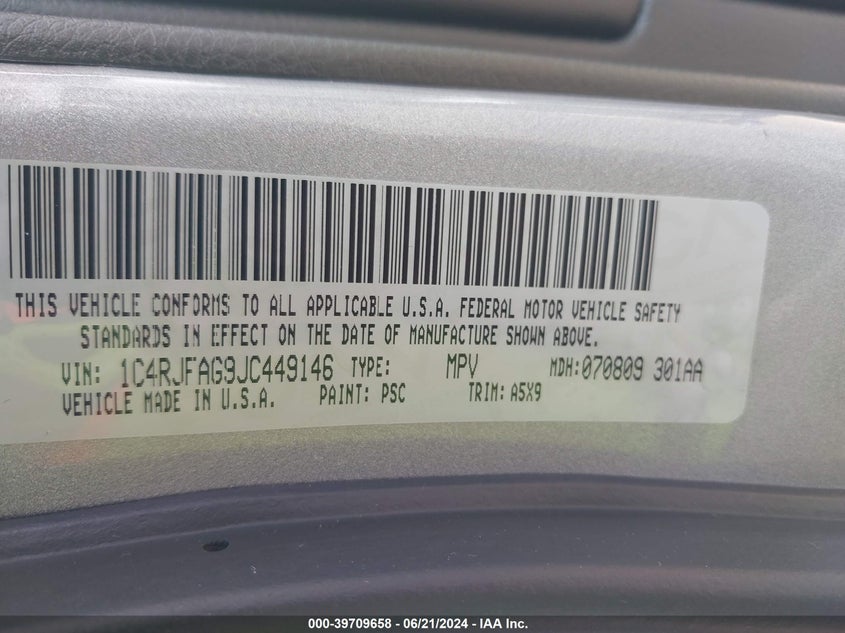 THIS VEHICLE CONFORMS TO ALL APPLICABLE U.S.A. FEDERAL MOTOR VEHICLE SAFETY
STANDARDS IN EFFECT ON THE DATE OF MANUFACTURE SHOWN ABOVE.
VIN: 1C4RJFAG9JC449146 TYPE: MPV MDH:070809 301AA
VEHICLE MADE IN U.S.A. PAINT: PSC TRIM: A5X9
000-39709658 - 06/21/2024 - IAA Inc.